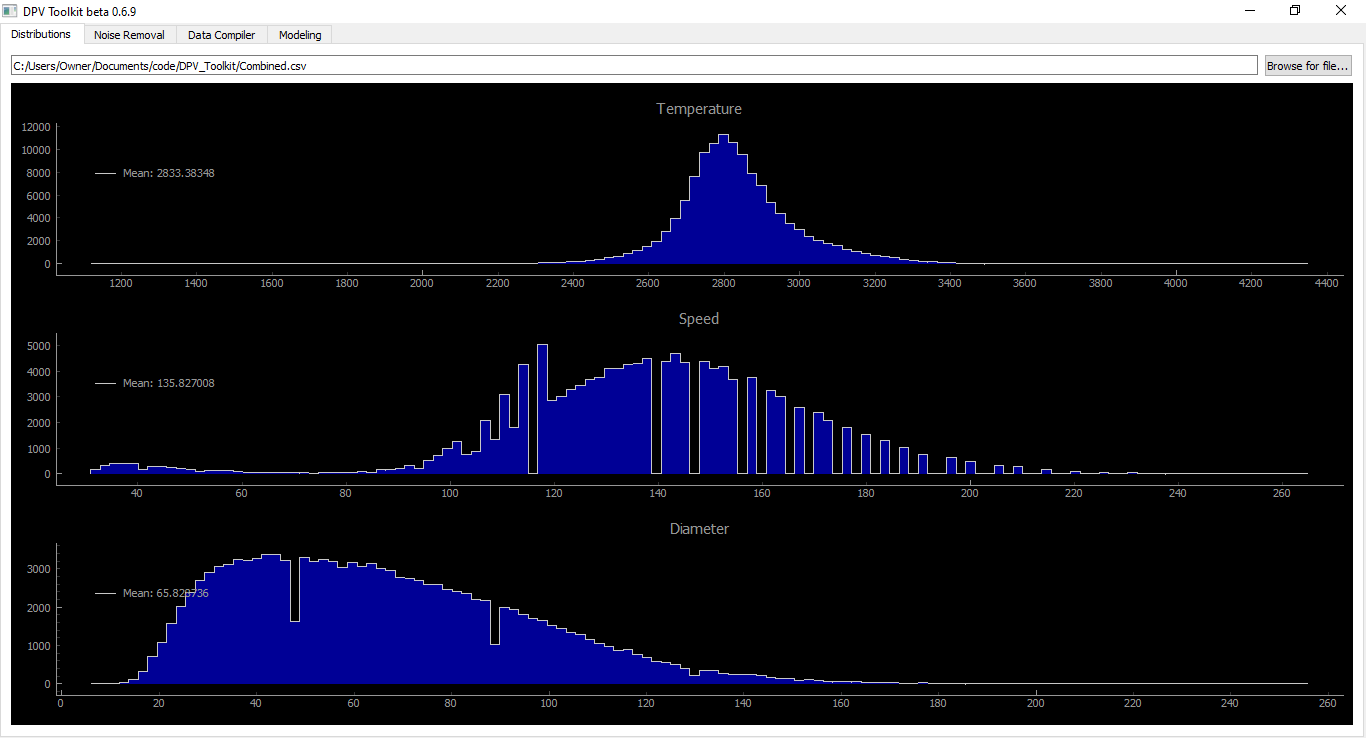 DPV Toolkit beta 0.6.9
Distributions Noise Removal Data Compiler Modeling
C:/Users/Owner/Documents/code/DPV_Toolkit/Combined.csv Browse for file...
Temperature
12000
10000
8000
6000
4000
2000
0
Mean: 2833.38348
1200 1400 1600 1800 2000 2200 2400 2600 2800 3000 3200 3400 3600 3800 4000 4200 4400
Speed
5000
4000
3000
2000
1000
0
Mean: 135.827008
40 60 80 100 120 140 160 180 200 220 240 260
Diameter
3000
2000
1000
0
Mean: 65.820736
0 20 40 60 80 100 120 140 160 180 200 220 240 260